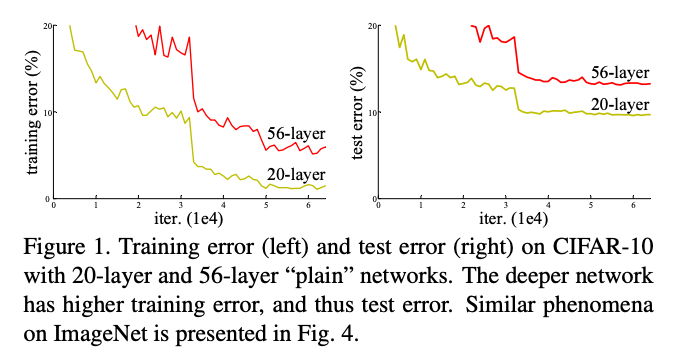 20
10
0
0 1 2 3 4 5 6
iter. (1e4)
training error (%)
56-layer
20-layer
20
10
0
0 1 2 3 4 5 6
iter. (1e4)
test error (%)
56-layer
20-layer
Figure 1. Training error (left) and test error (right) on CIFAR-10
with 20-layer and 56-layer “plain” networks. The deeper network
has higher training error, and thus test error. Similar phenomena
on ImageNet is presented in Fig. 4.